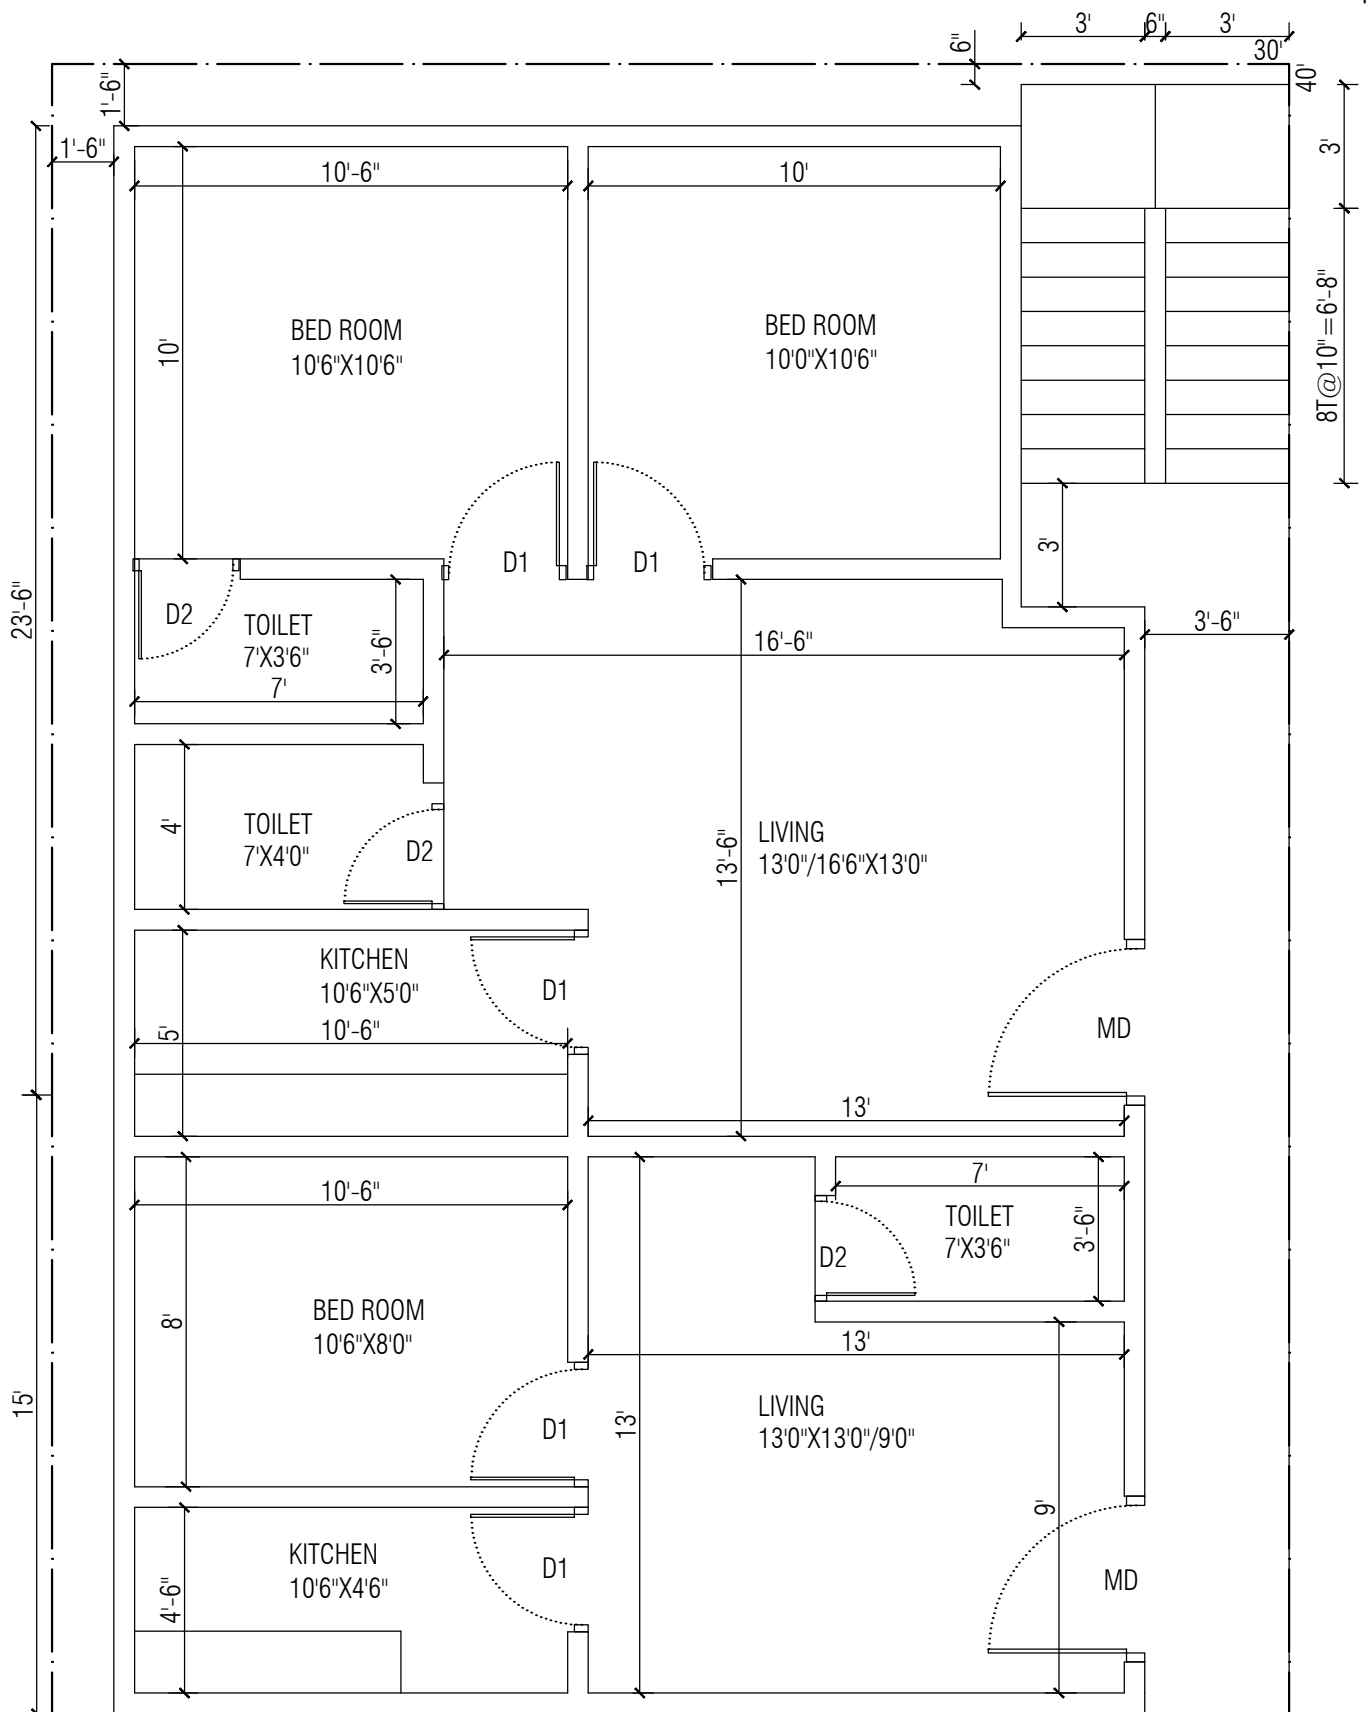 3'
6"
3'
30'
40'
6"
1'-6"
1'-6"
3'
10'-6"
10'
10'
BED ROOM
10'6"X10'6"
BED ROOM
10'0"X10'6"
8T@10"=6'-8"
23'-6"
D1
D1
3'
D2
TOILET
7'X3'6"
7'
3'-6"
16'-6"
3'-6"
4'
TOILET
7'X4'0"
D2
13'-6"
LIVING
13'0"/16'6"X13'0"
KITCHEN
10'6"X5'0"
10'-6"
5'
D1
MD
13'
10'-6"
7'
TOILET
7'X3'6"
3'-6"
D2
8'
BED ROOM
10'6"X8'0"
13'
15'
13'
LIVING
13'0"X13'0"/9'0"
D1
9'
KITCHEN
10'6"X4'6"
4'-6"
D1
MD